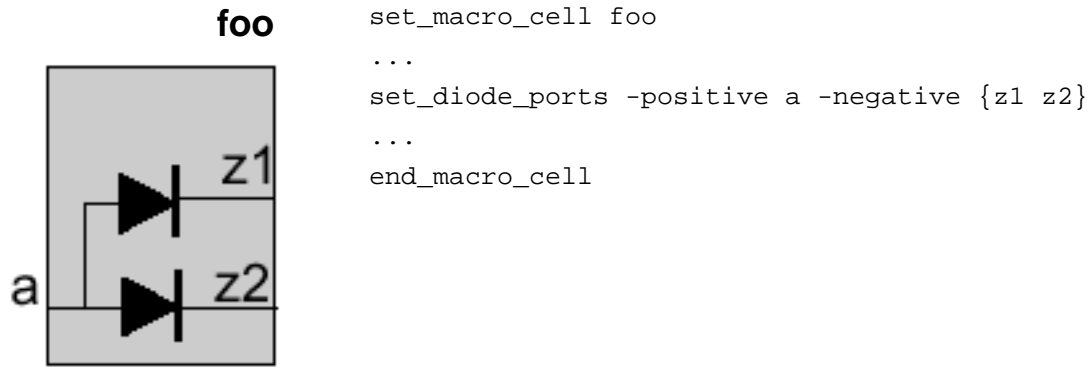 foo
a
z1
z2
set_macro_cell foo
...
set_diode_ports -positive a -negative {z1 z2}
...
end_macro_cell